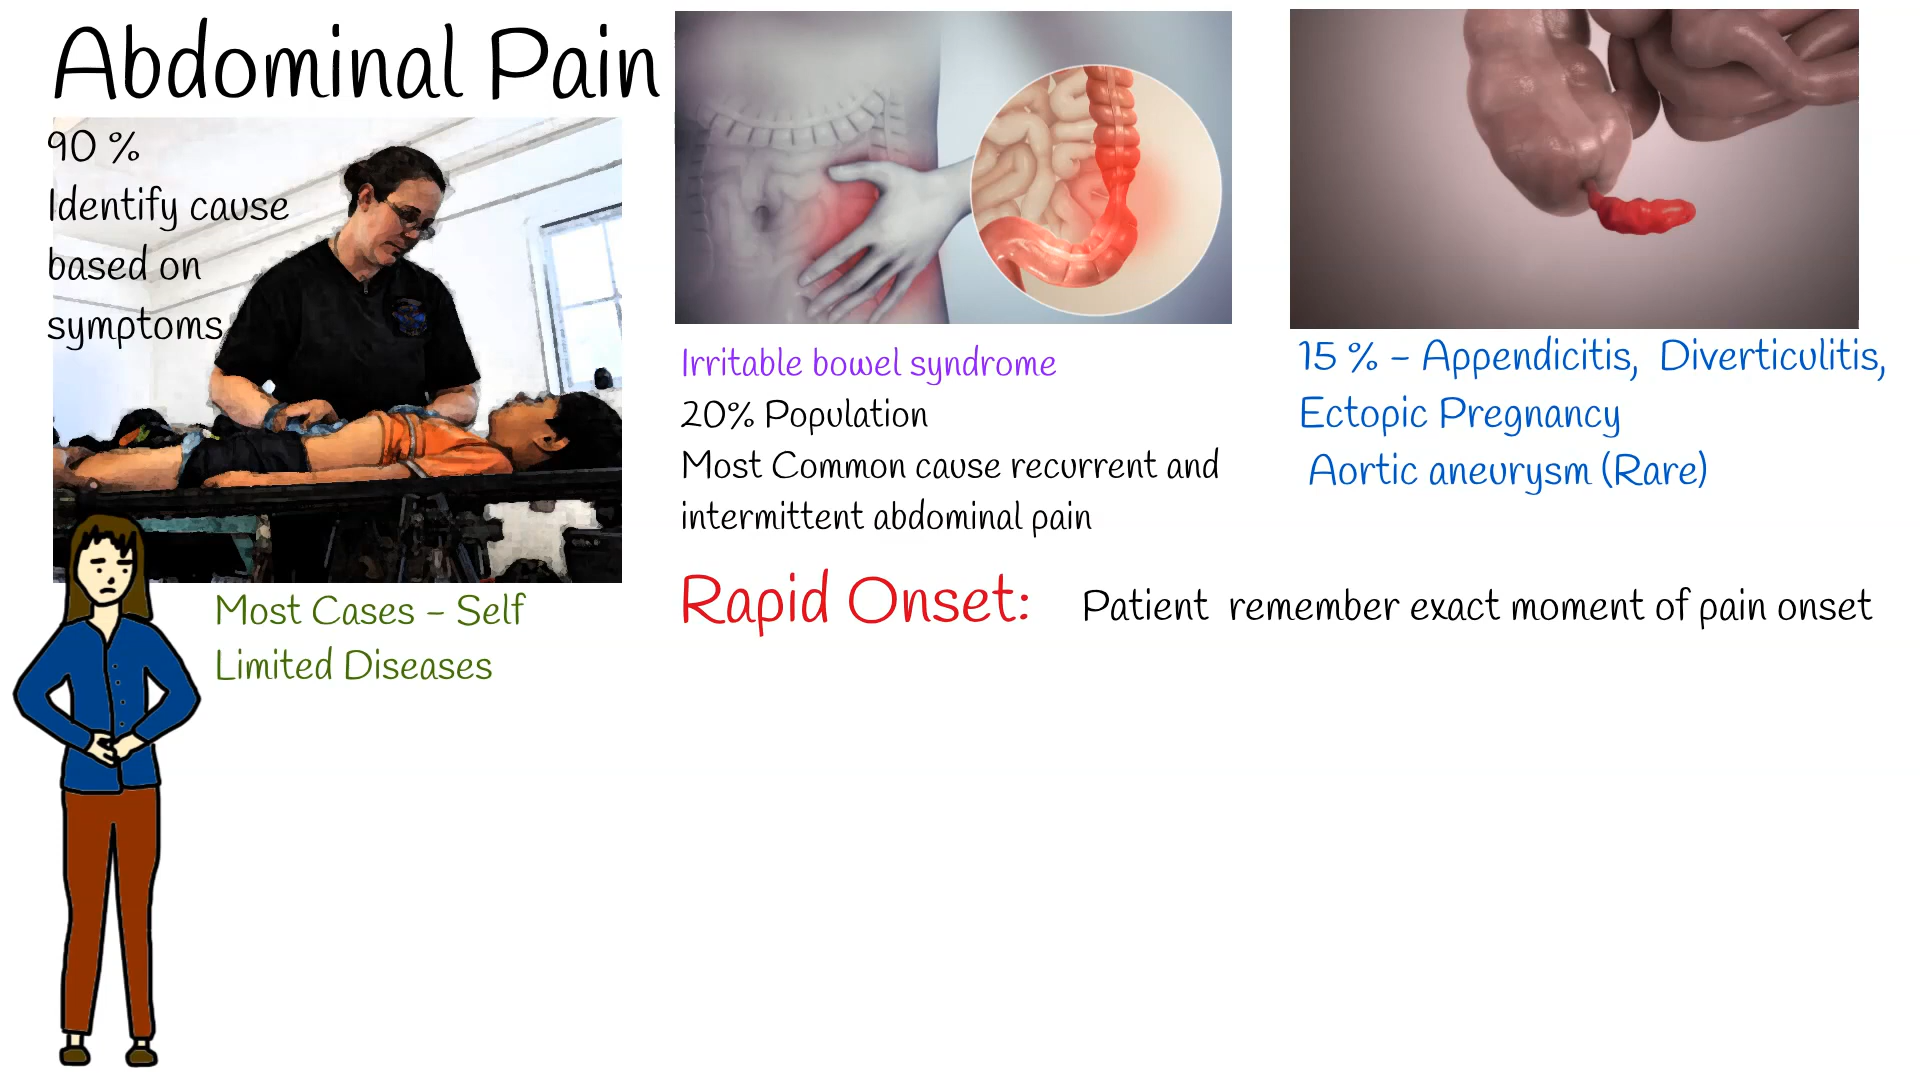 Abdominal Pain
90 %
Identify cause
based on
symptoms
Most Cases - Self
Limited Diseases
Irritable bowel syndrome
20% Population
Most Common cause recurrent and
intermittent abdominal pain
15 % - Appendicitis, Diverticulitis,
Ectopic Pregnancy
Aortic aneurysm (Rare)
Rapid Onset: Patient remember exact moment of pain onset